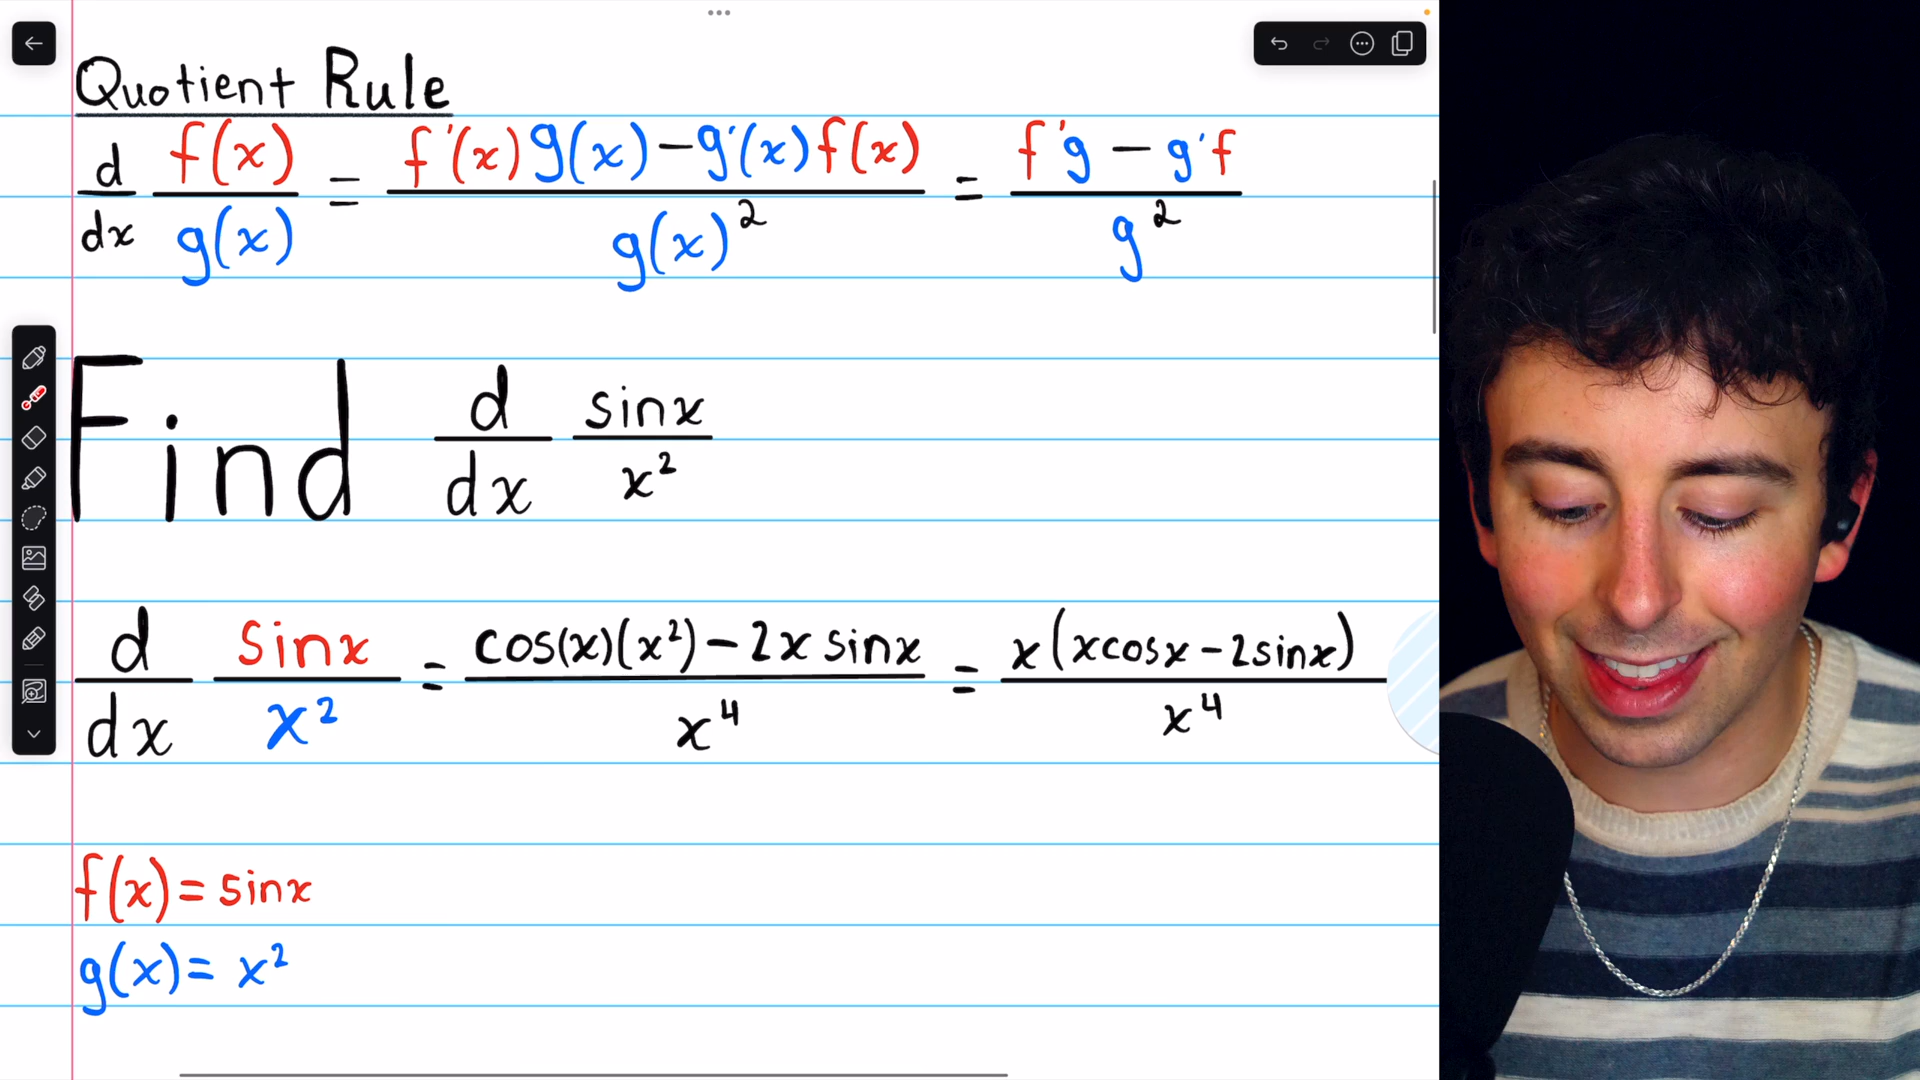 Quotient Rule
d/dx f(x)/g(x) = (f'(x)g(x) - g'(x)f(x))/g(x)² = (f'g - g'f)/g²
Find d/dx sinx/x²
d/dx sinx/x² = (cos(x)(x²) - 2x sinx)/x⁴ = x(xcosx - 2sinx)/x⁴
f(x) = sinx
g(x) = x²